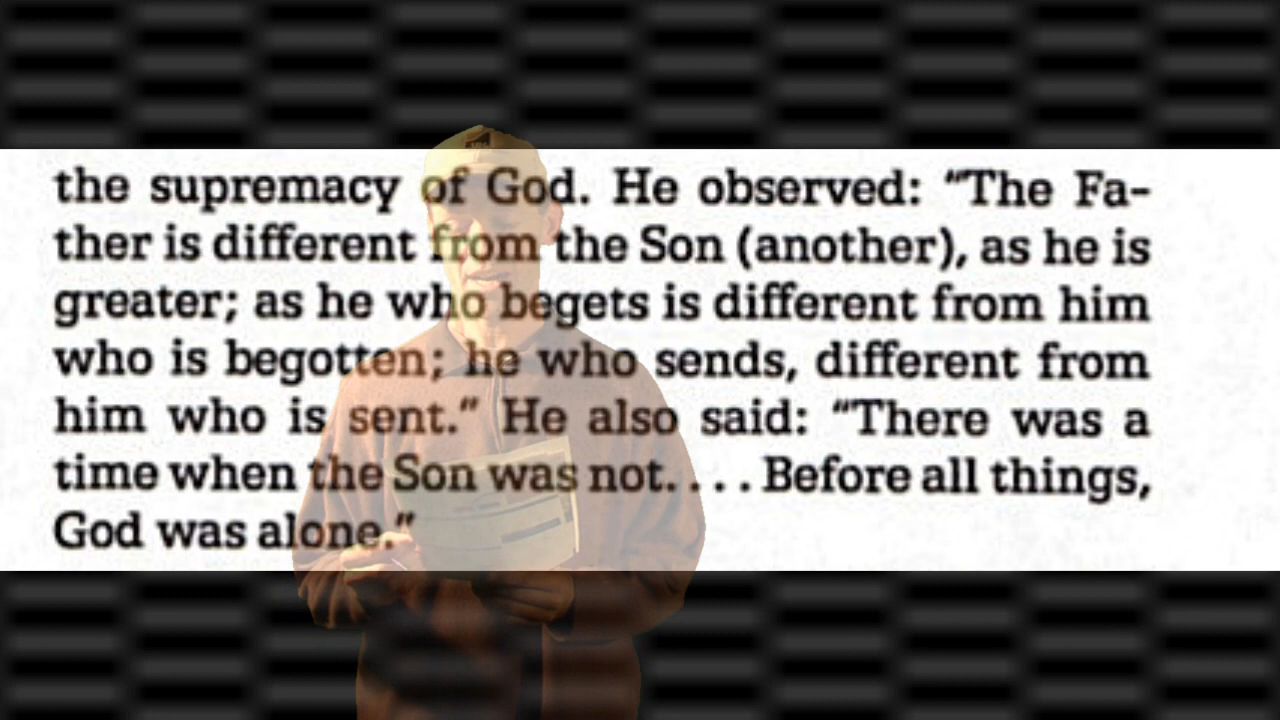 the supremacy of God. He observed: “The Fa-
ther is different from the Son (another), as he is
greater; as he who begets is different from him
who is begotten; he who sends, different from
him who is sent.” He also said: “There was a
time when the Son was not. . . . Before all things,
God was alone.”